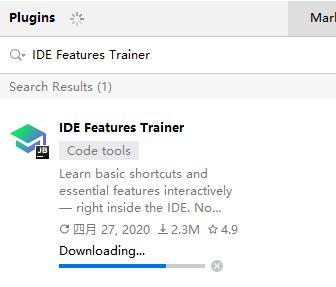 Plugins
IDE Features Trainer
Search Results (1)
IDE Features Trainer
JB
Code tools
Learn basic shortcuts and
essential features interactively
— right inside the IDE. No...
四月 27, 2020 2.3M 4.9
Downloading...